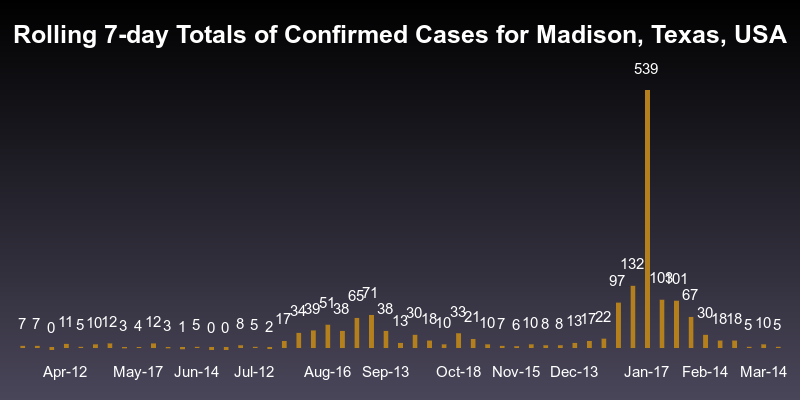 Rolling 7-day Totals of Confirmed Cases for Madison, Texas, USA
539
132
97
103
101
7 7 0 11 5 10 12 3 4 12 3 1 5 0 0 8 5 2 17 34 39 51 38 65 71 38 13 30 18 10 33 21 10 7 6 10 8 8 13 17 22 67 30 18 18 5 10 5
Apr-12 May-17 Jun-14 Jul-12 Aug-16 Sep-13 Oct-18 Nov-15 Dec-13 Jan-17 Feb-14 Mar-14